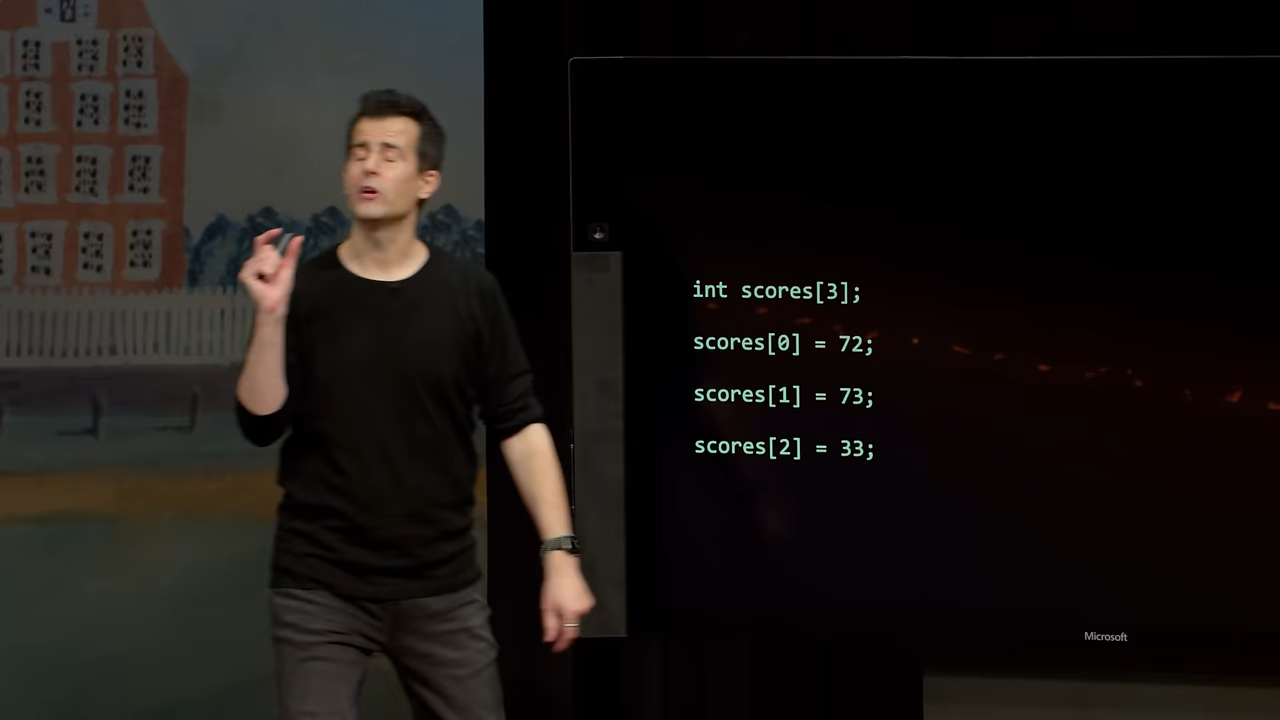 int scores[3];
scores[0] = 72;
scores[1] = 73;
scores[2] = 33;
Microsoft